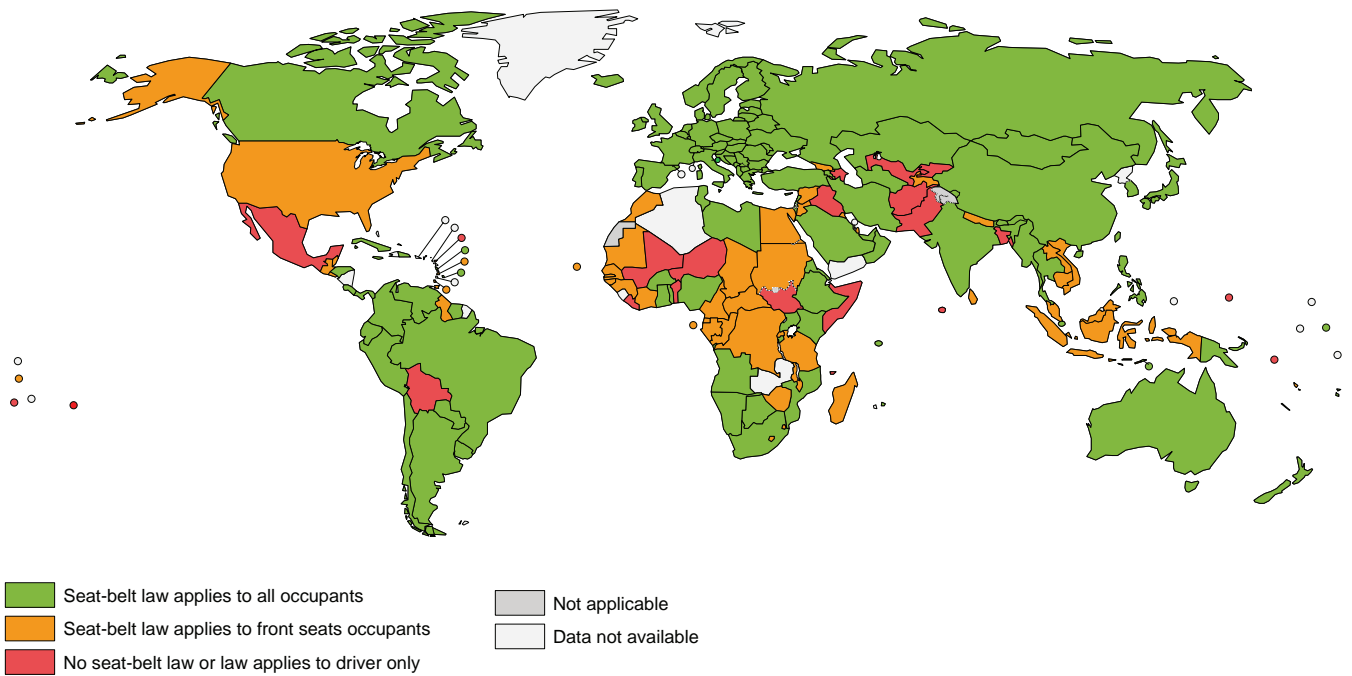 Seat-belt law applies to all occupants
Seat-belt law applies to front seats occupants
No seat-belt law or law applies to driver only
Not applicable
Data not available